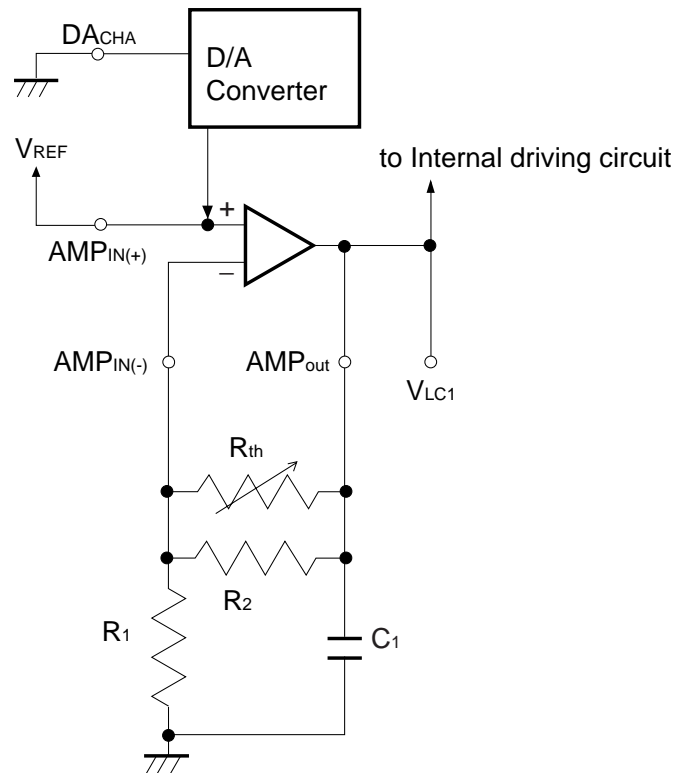 DACHA
D/A
Converter
VREF
to Internal driving circuit
+
AMPIN(+)
−
AMPIN(-)
AMPout
VLC1
Rth
R2
R1
C1